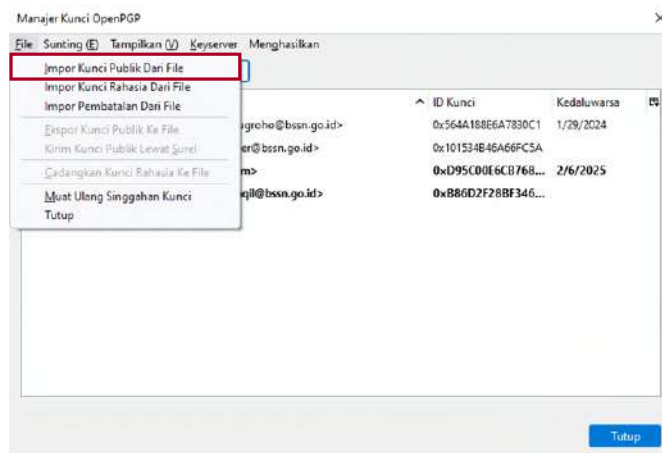 Manajer Kunci OpenPGP
File Sunting (E) Tampilkan (V) Keyserver Menghasilkan
Impor Kunci Publik Dari File
Impor Kunci Rahasia Dari File
Impor Pembatalan Dari File
Ekspor Kunci Publik Ke File
Kirim Kunci Publik Lewat Surel
Cadangkan Kunci Rahasia Ke File
Muat Ulang Singgahan Kunci
Tutup
ID Kunci Kedaluwarsa
groho@bssn.go.id> 0x564A188E6A7830C1 1/29/2024
er@bssn.go.id> 0x101534B46A66FC5A
m> 0xD95C00E6CB768... 2/6/2025
qil@bssn.go.id> 0xB86D2F28BF346...
Tutup